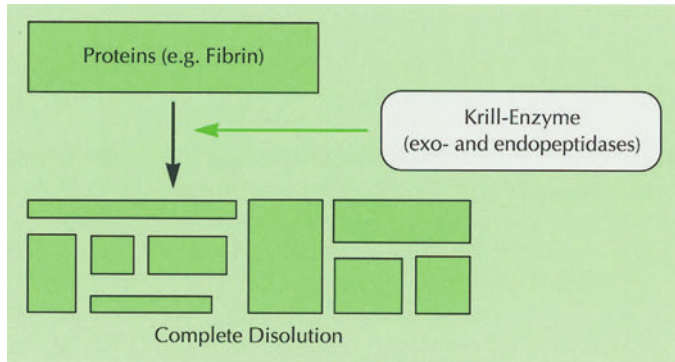 Proteins (e.g. Fibrin)
Krill-Enzyme
(exo- and endopeptidases)
Complete Disolution